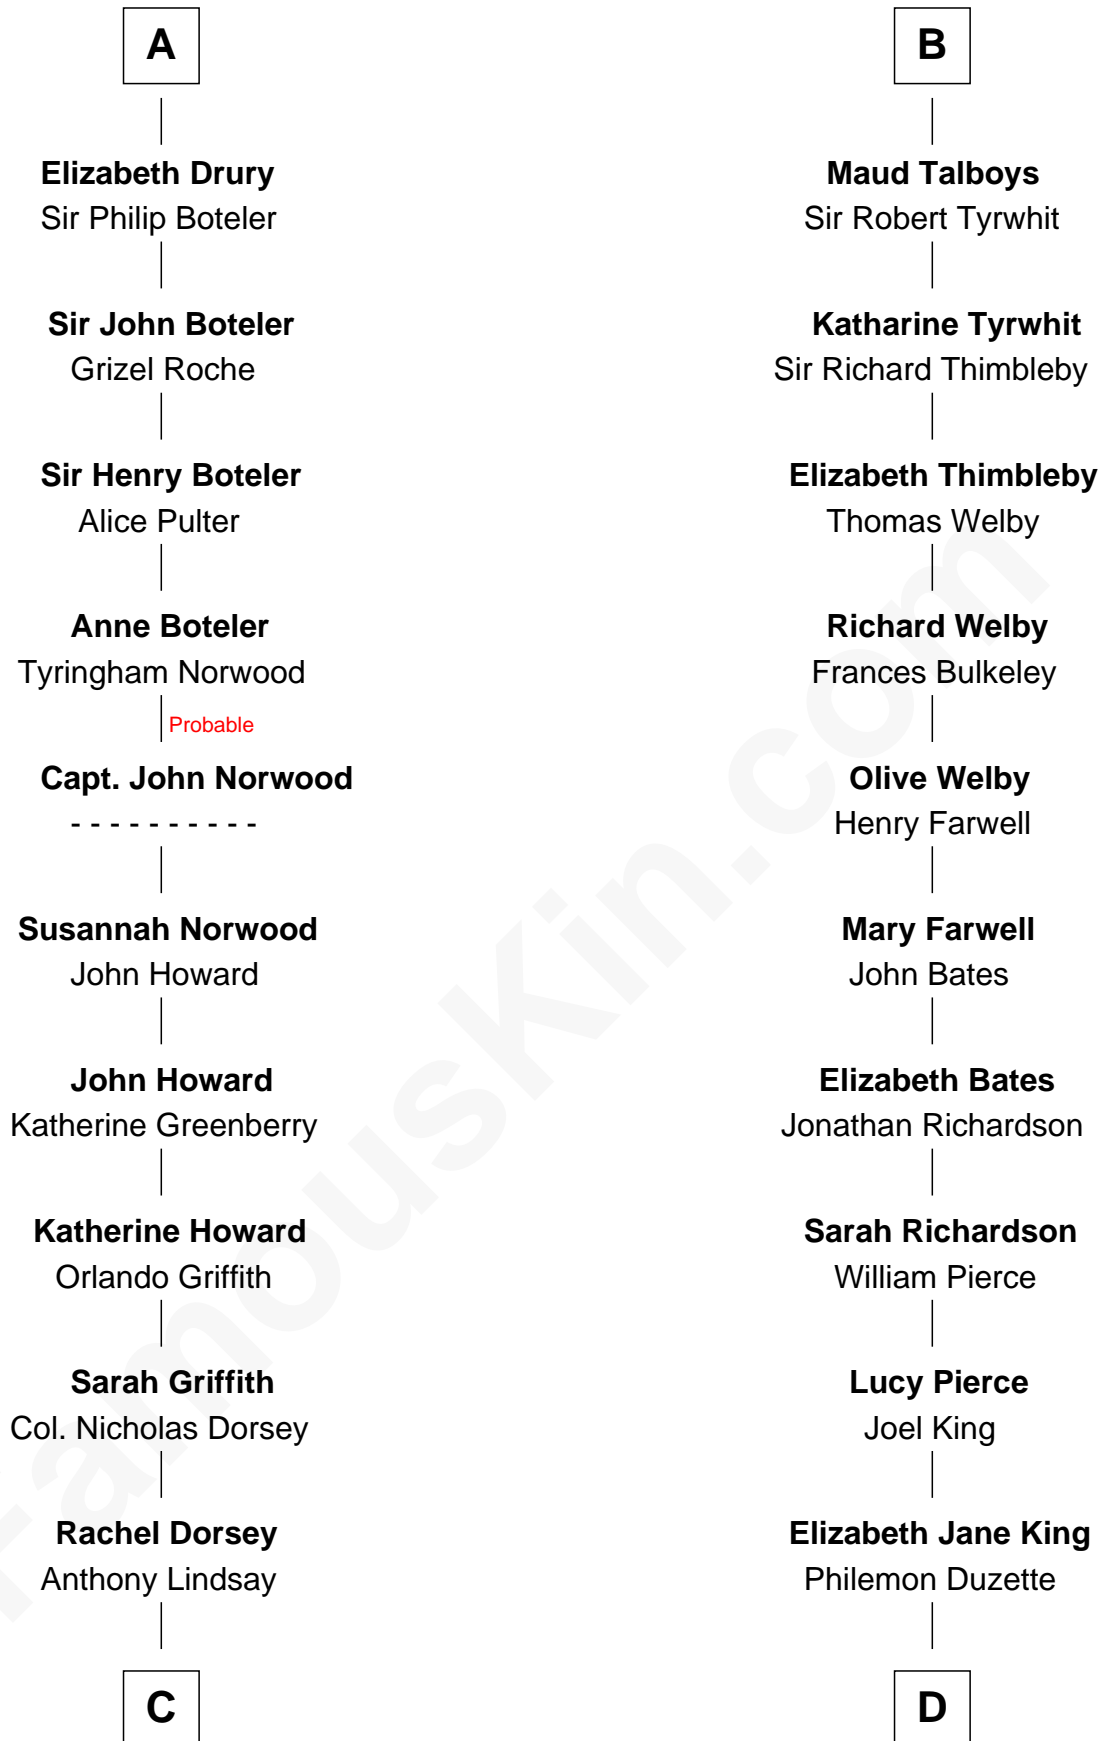 A
Elizabeth Drury
Sir Philip Boteler
Sir John Boteler
Grizel Roche
Sir Henry Boteler
Alice Pulter
Anne Boteler
Tyringham Norwood
Probable
Capt. John Norwood
- - - - - - - - - -
Susannah Norwood
John Howard
John Howard
Katherine Greenberry
Katherine Howard
Orlando Griffith
Sarah Griffith
Col. Nicholas Dorsey
Rachel Dorsey
Anthony Lindsay
C
B
Maud Talboys
Sir Robert Tyrwhit
Katharine Tyrwhit
Sir Richard Thimbleby
Elizabeth Thimbleby
Thomas Welby
Richard Welby
Frances Bulkeley
Olive Welby
Henry Farwell
Mary Farwell
John Bates
Elizabeth Bates
Jonathan Richardson
Sarah Richardson
William Pierce
Lucy Pierce
Joel King
Elizabeth Jane King
Philemon Duzette
D
FamousKin.com